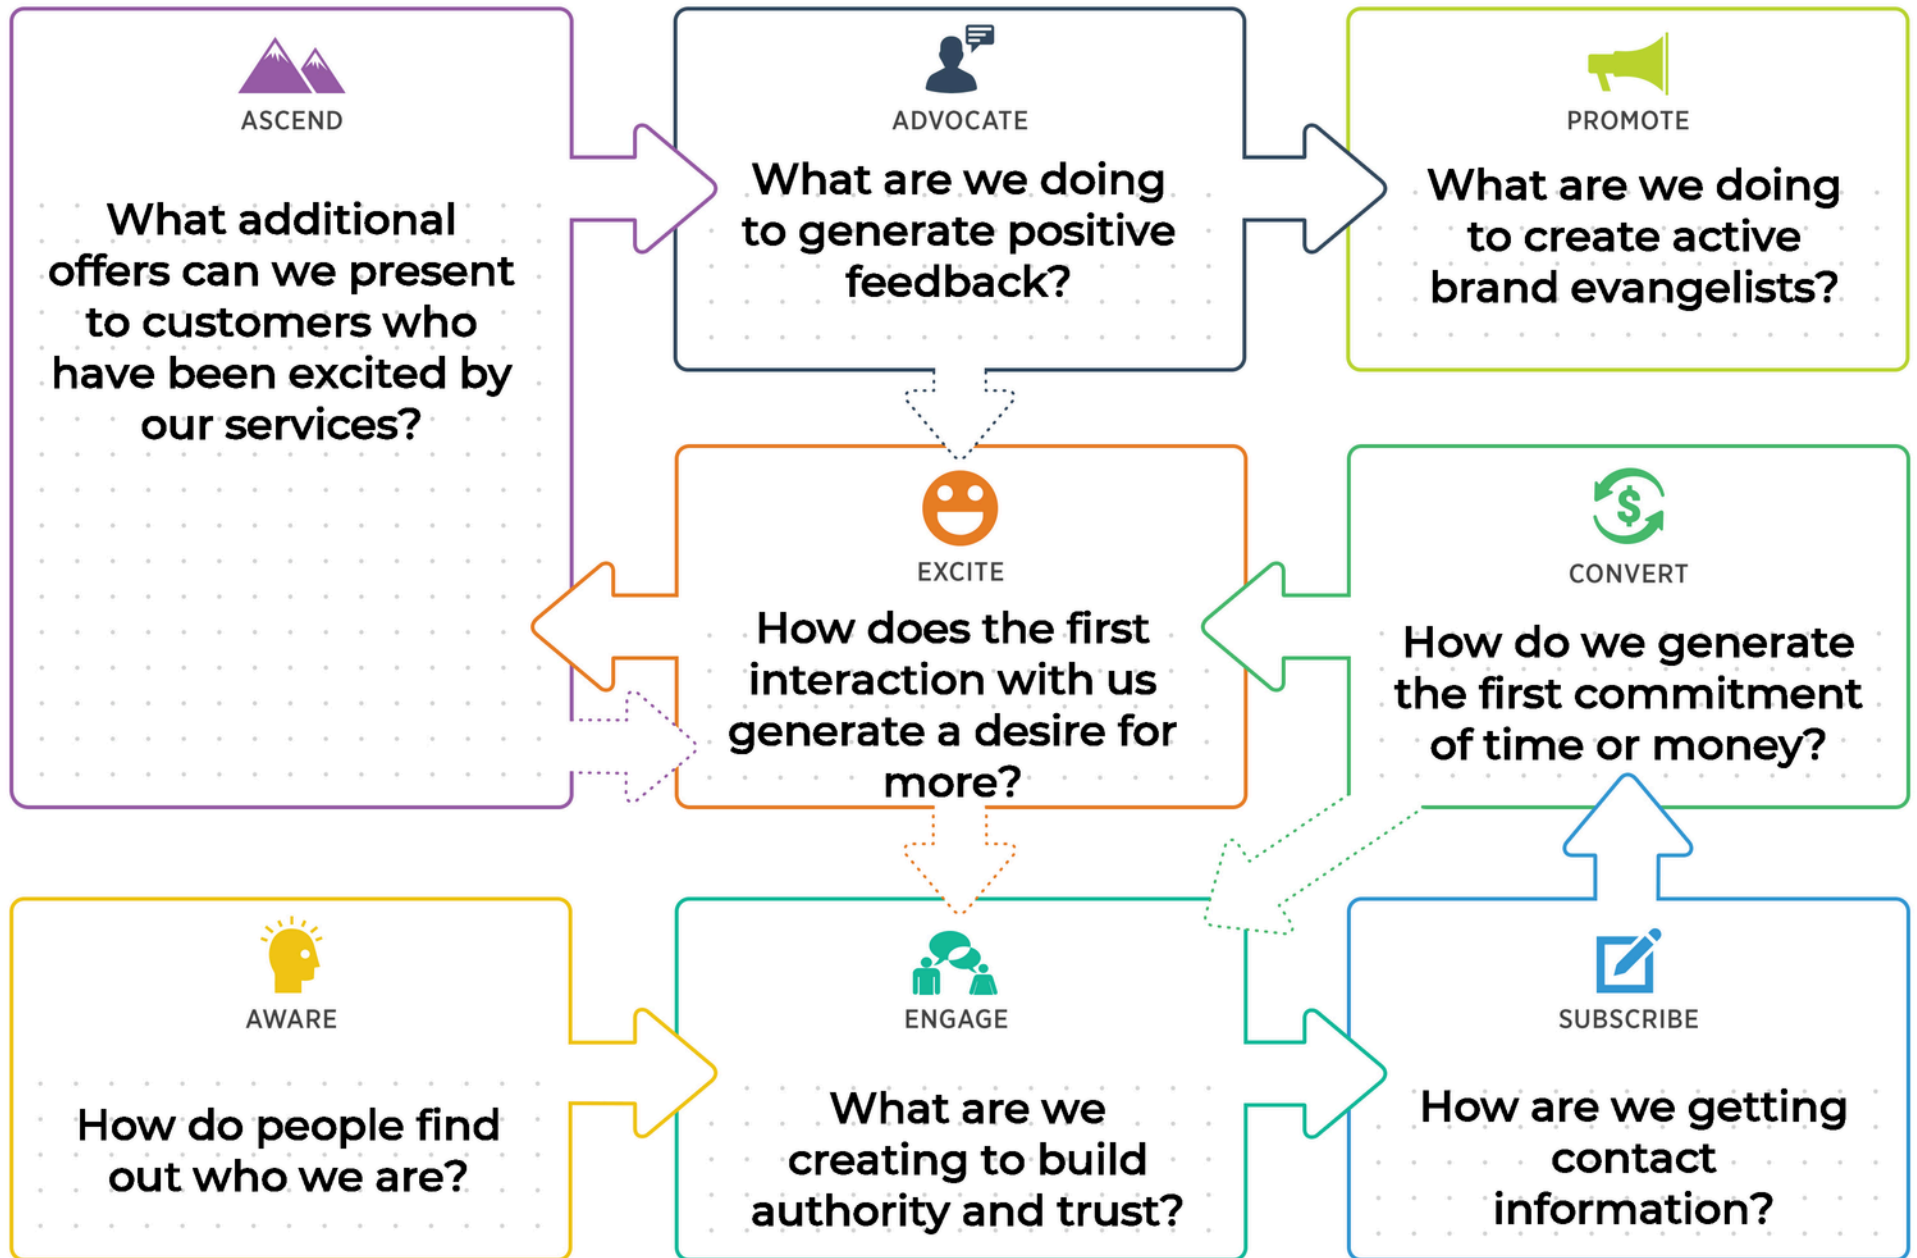 ASCEND
What additional
offers can we present
to customers who
have been excited by
our services?
ADVOCATE
What are we doing
to generate positive
feedback?
PROMOTE
What are we doing
to create active
brand evangelists?
EXCITE
How does the first
interaction with us
generate a desire for
more?
$
CONVERT
How do we generate
the first commitment
of time or money?
AWARE
How do people find
out who we are?
ENGAGE
What are we
creating to build
authority and trust?
SUBSCRIBE
How are we getting
contact
information?